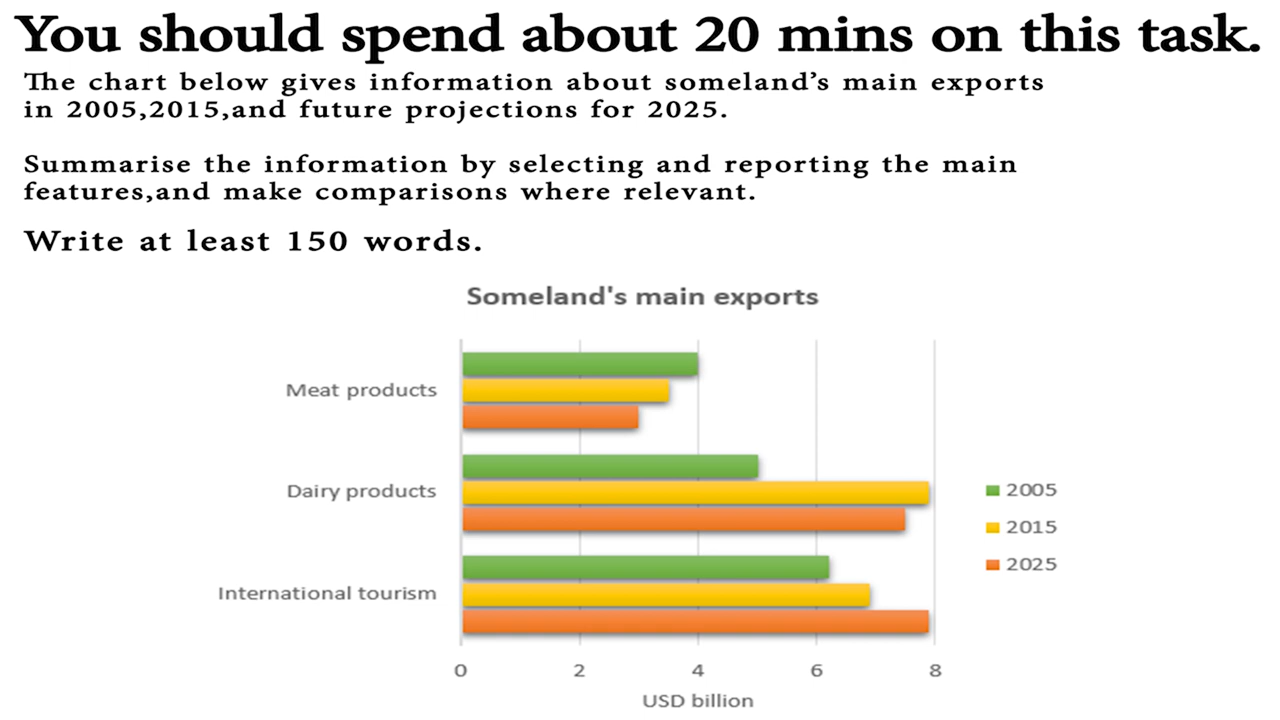 You should spend about 20 mins on this task.
The chart below gives information about someland's main exports
in 2005,2015,and future projections for 2025.
Summarise the information by selecting and reporting the main
features,and make comparisons where relevant.
Write at least 150 words.
Someland's main exports
Meat products
Dairy products
International tourism
2005
2015
2025
0 2 4 6 8
USD billion